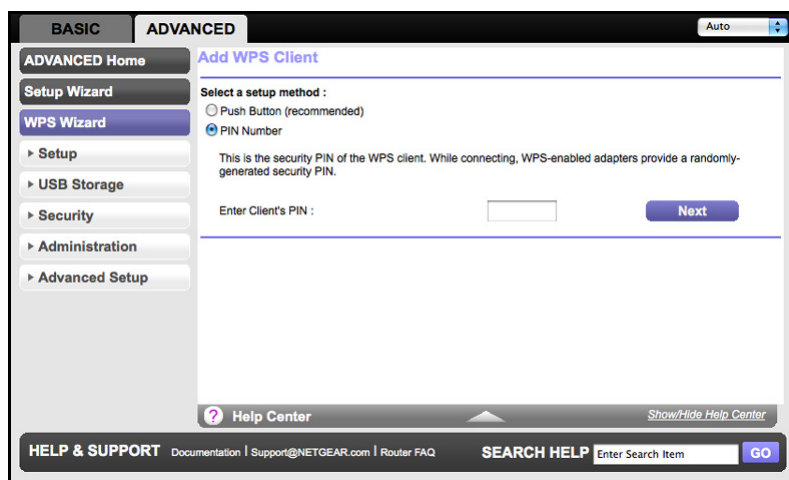 BASIC
ADVANCED
Auto
ADVANCED Home
Setup Wizard
WPS Wizard
Setup
USB Storage
Security
Administration
Advanced Setup
Add WPS Client
Select a setup method :
Push Button (recommended)
PIN Number
This is the security PIN of the WPS client. While connecting, WPS-enabled adapters provide a randomly-
generated security PIN.
Enter Client's PIN :
Next
? Help Center
Show/Hide Help Center
HELP & SUPPORT Documentation | Support@NETGEAR.com | Router FAQ
SEARCH HELP Enter Search Item GO